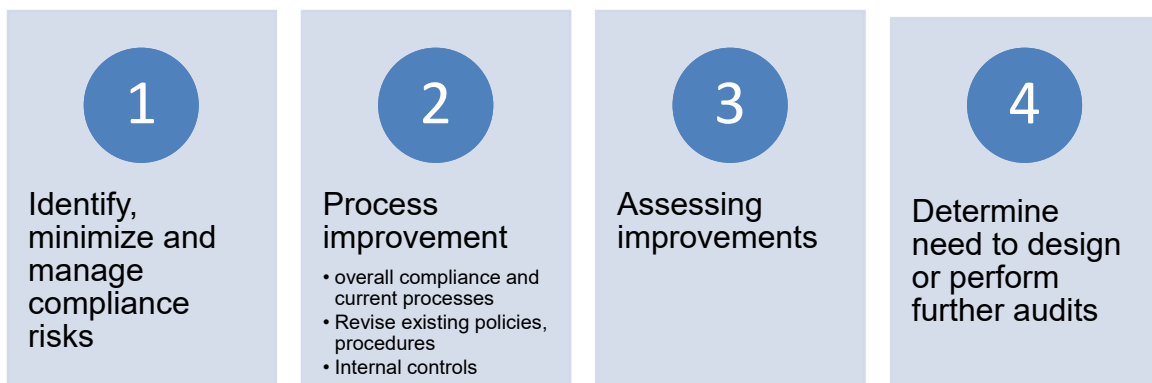 1
Identify,
minimize and
manage
compliance
risks
2
Process
improvement
• overall compliance and
current processes
• Revise existing policies,
procedures
• Internal controls
3
Assessing
improvements
4
Determine
need to design
or perform
further audits